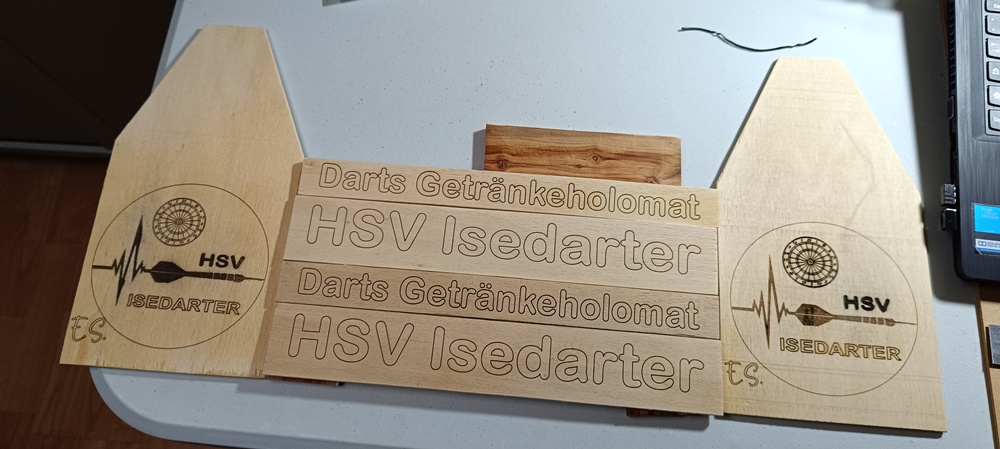 HSV
ISEDARTER
E.S.
Darts Getränkeholomat
HSV Isedarter
Darts Getränkeholomat
HSV Isedarter
HSV
ISEDARTER
E.S.